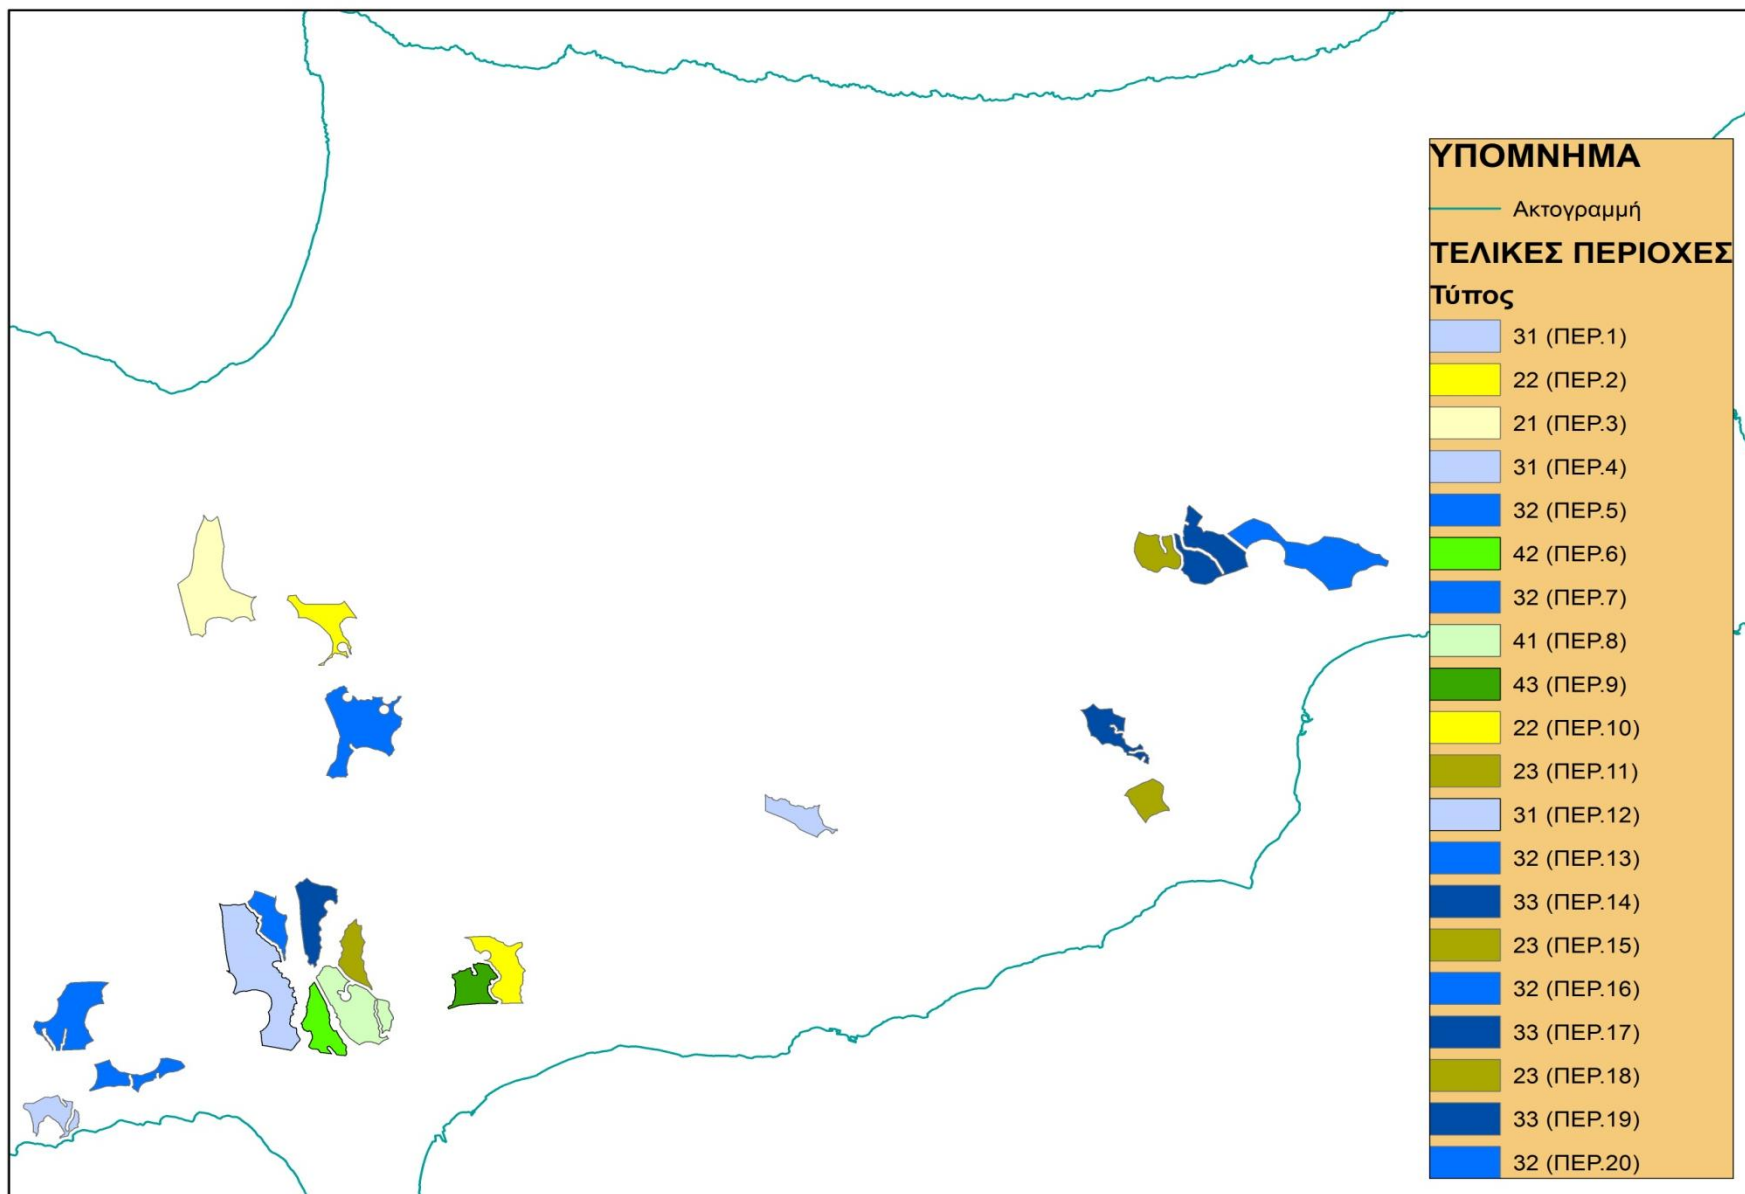 ΥΠΟΜΝΗΜΑ
Ακτογραμμή
ΤΕΛΙΚΕΣ ΠΕΡΙΟΧΕΣ
Τύπος
31 (ΠΕΡ.1)
22 (ΠΕΡ.2)
21 (ΠΕΡ.3)
31 (ΠΕΡ.4)
32 (ΠΕΡ.5)
42 (ΠΕΡ.6)
32 (ΠΕΡ.7)
41 (ΠΕΡ.8)
43 (ΠΕΡ.9)
22 (ΠΕΡ.10)
23 (ΠΕΡ.11)
31 (ΠΕΡ.12)
32 (ΠΕΡ.13)
33 (ΠΕΡ.14)
23 (ΠΕΡ.15)
32 (ΠΕΡ.16)
33 (ΠΕΡ.17)
23 (ΠΕΡ.18)
33 (ΠΕΡ.19)
32 (ΠΕΡ.20)